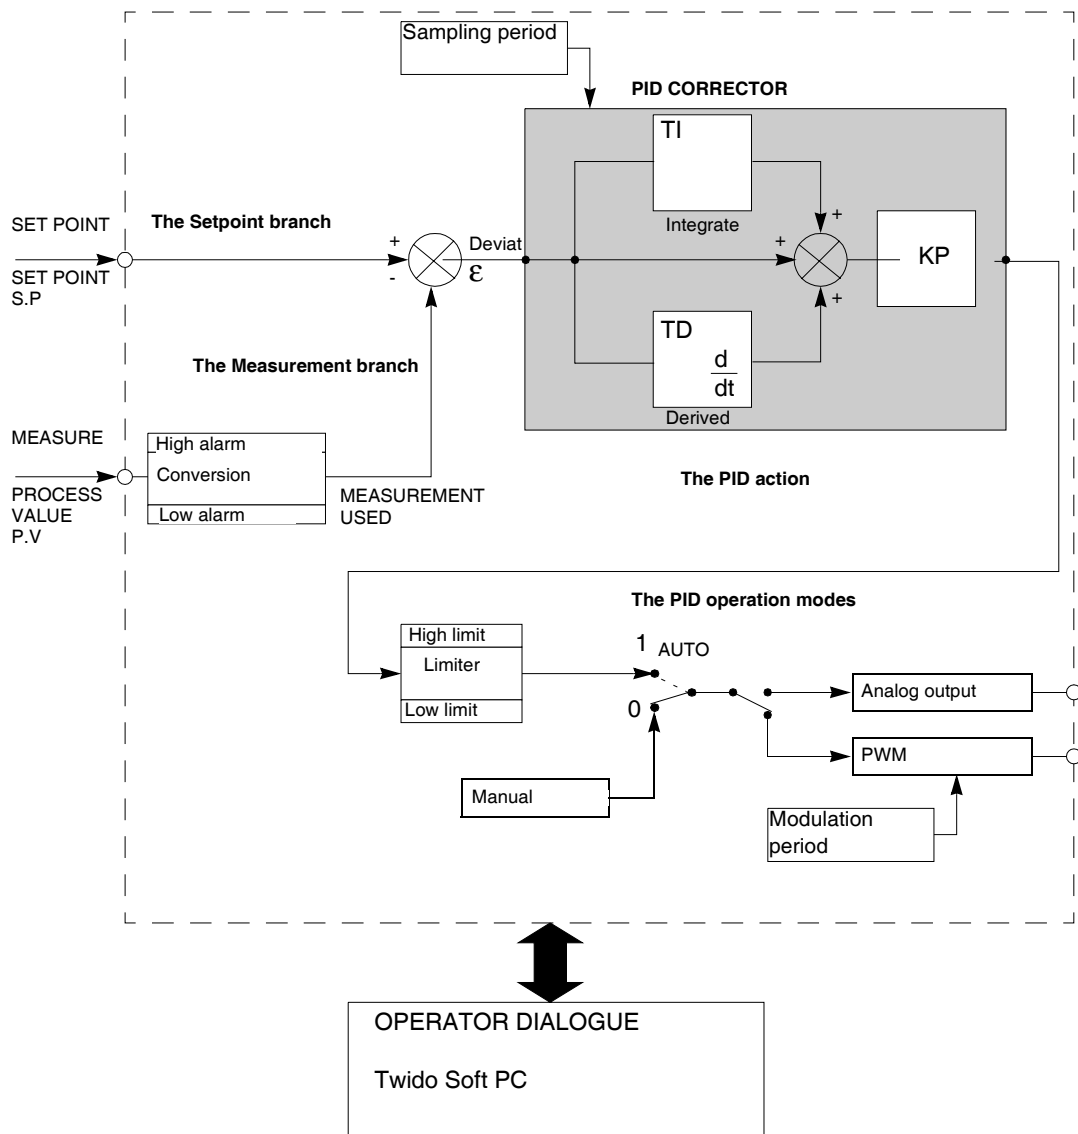 Sampling period
PID CORRECTOR
TI
Integrate
SET POINT
The Setpoint branch
SET POINT
S.P
+
-
Deviat
ε
+
+
+
KP
TD
d
dt
Derived
The Measurement branch
MEASURE
PROCESS
VALUE
P.V
High alarm
Conversion
Low alarm
MEASUREMENT
USED
The PID action
The PID operation modes
High limit
Limiter
Low limit
1 AUTO
0
Manual
Analog output
PWM
Modulation
period
OPERATOR DIALOGUE
Twido Soft PC